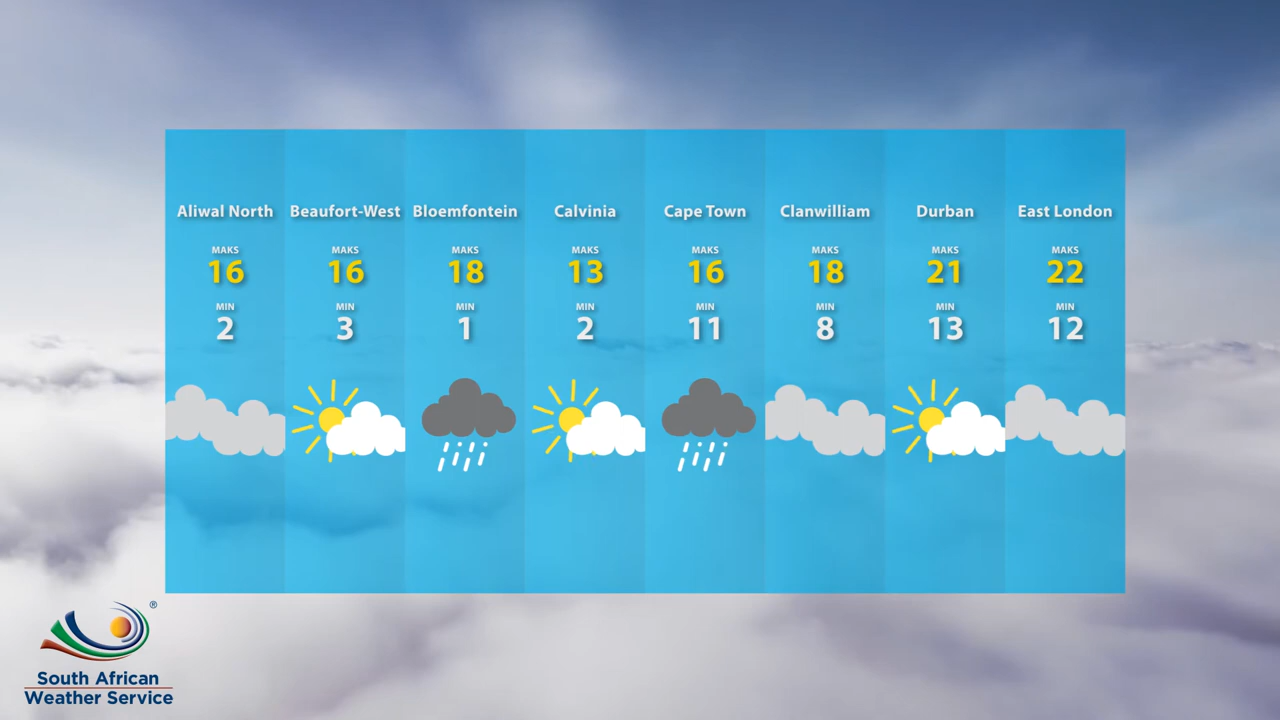 Aliwal North
MAKS
16
MIN
2
Beaufort-West
MAKS
16
MIN
3
Bloemfontein
MAKS
18
MIN
1
Calvinia
MAKS
13
MIN
2
Cape Town
MAKS
16
MIN
11
Clanwilliam
MAKS
18
MIN
8
Durban
MAKS
21
MIN
13
East London
MAKS
22
MIN
12
®
South African
Weather Service